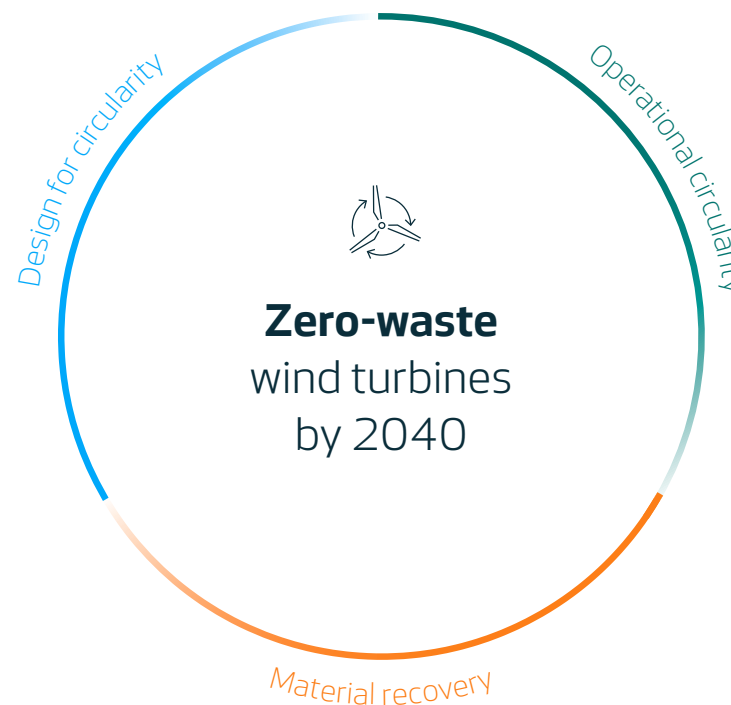 Design for circularity
Operational circularity
Zero-waste
wind turbines
by 2040
Material recovery